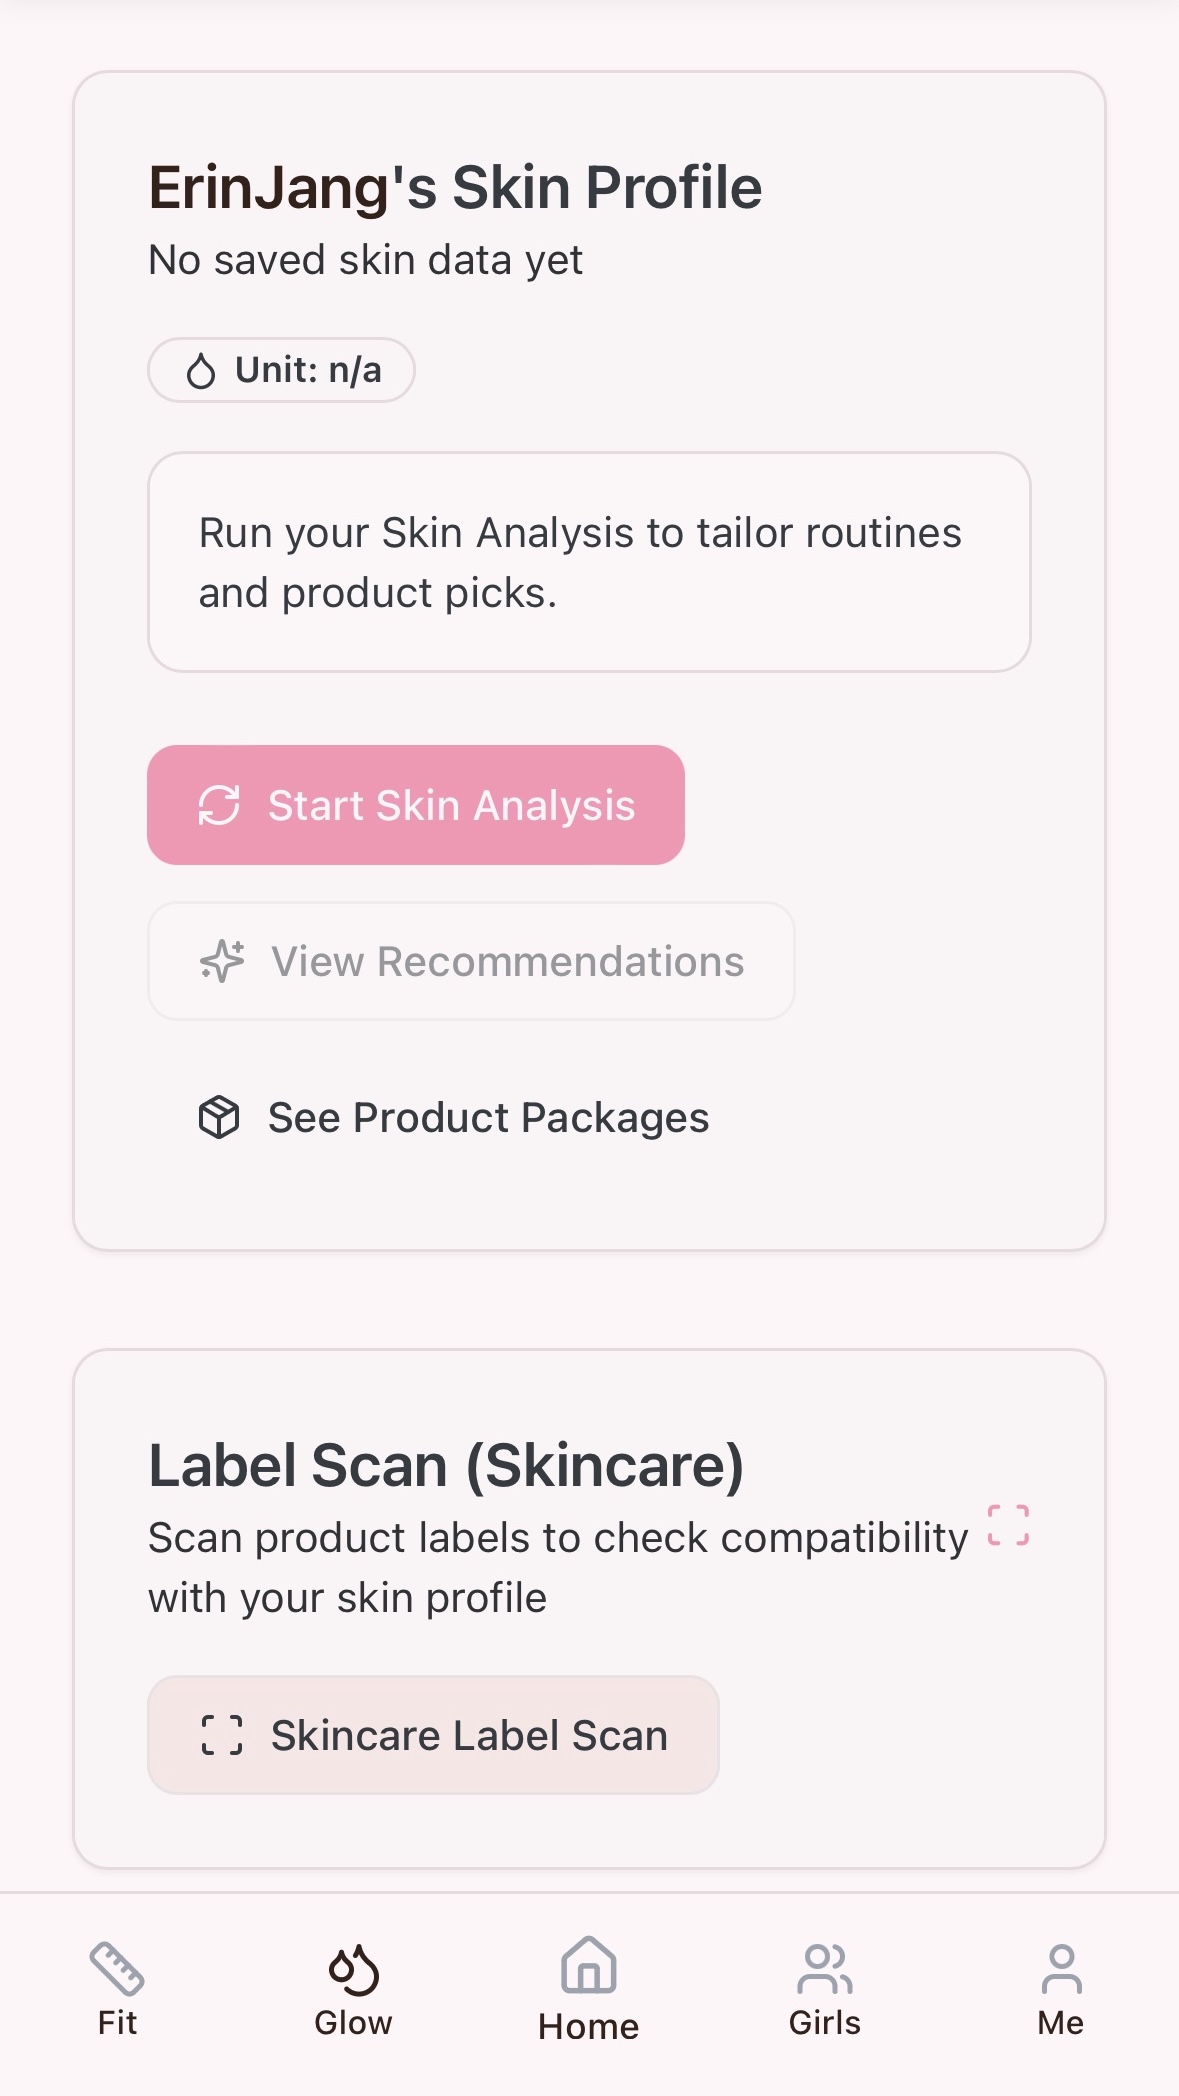 ErinJang's Skin Profile
No saved skin data yet
Unit: n/a
Run your Skin Analysis to tailor routines
and product picks.
Start Skin Analysis
View Recommendations
See Product Packages
Label Scan (Skincare)
Scan product labels to check compatibility
with your skin profile
Skincare Label Scan
Fit
Glow
Home
Girls
Me